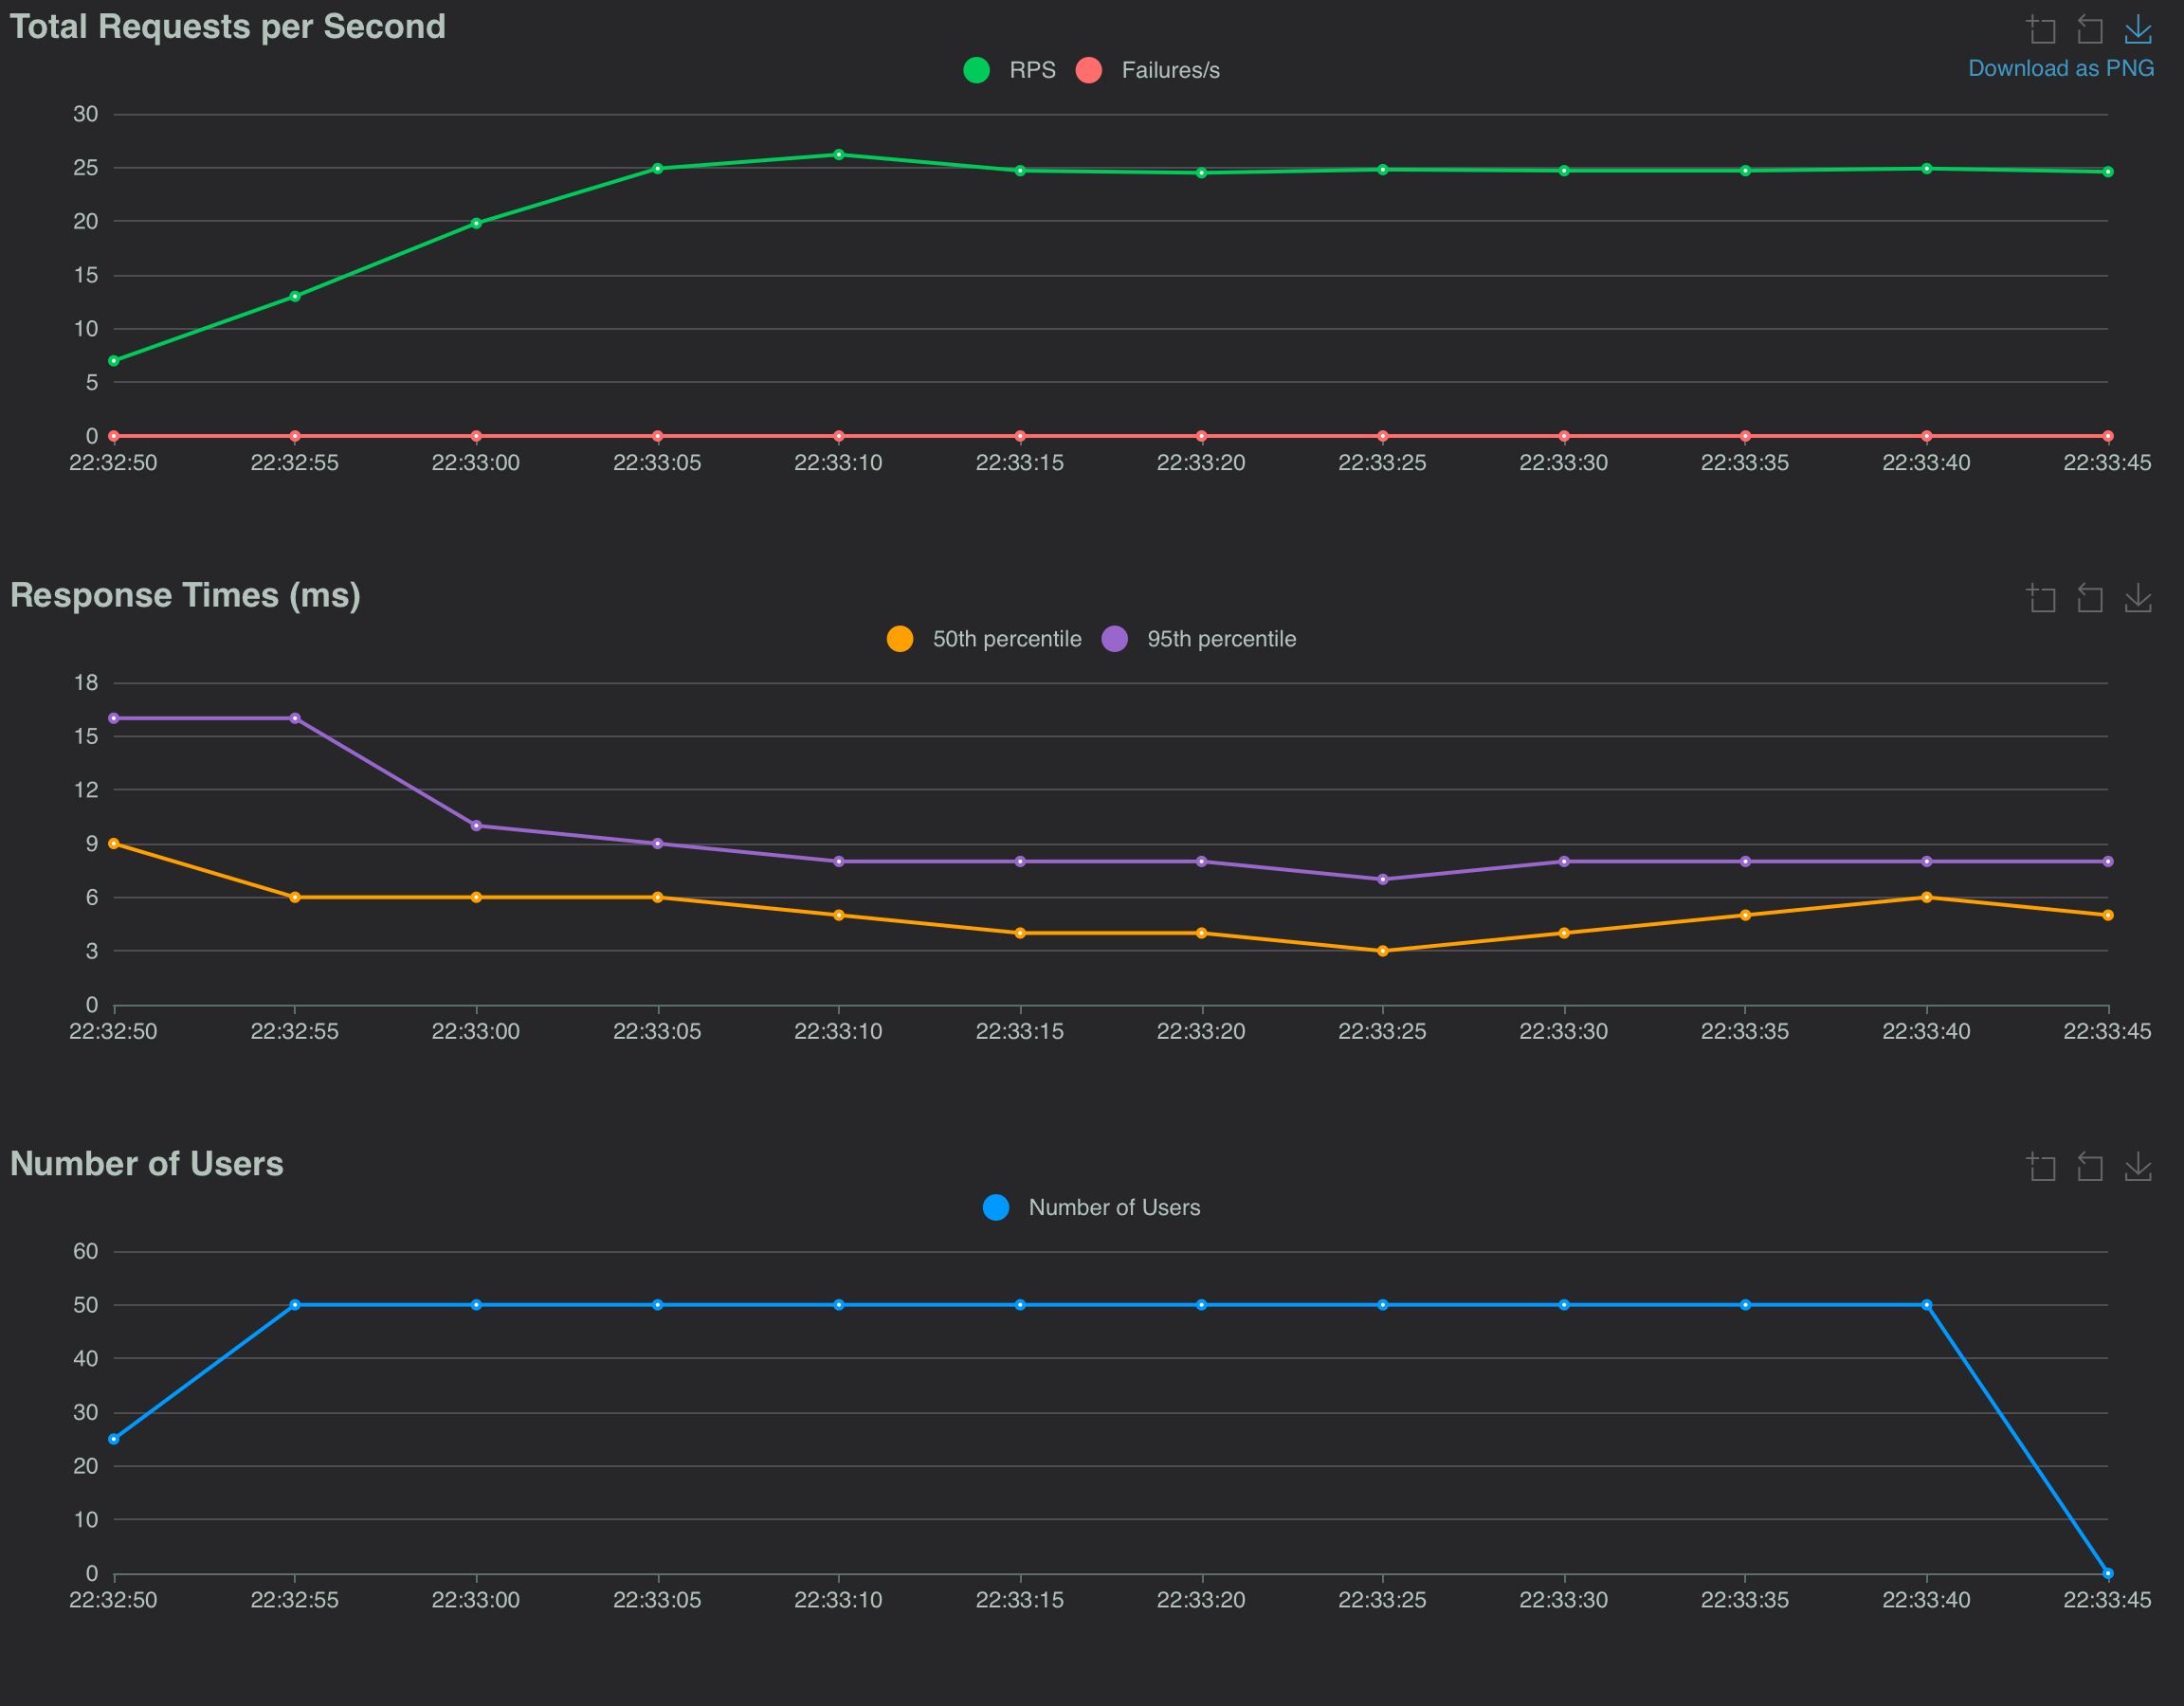 Total Requests per Second
Download as PNG
RPS Failures/s
30
25
20
15
10
5
0
22:32:50 22:32:55 22:33:00 22:33:05 22:33:10 22:33:15 22:33:20 22:33:25 22:33:30 22:33:35 22:33:40 22:33:45
Response Times (ms)
50th percentile 95th percentile
18
15
12
9
6
3
0
22:32:50 22:32:55 22:33:00 22:33:05 22:33:10 22:33:15 22:33:20 22:33:25 22:33:30 22:33:35 22:33:40 22:33:45
Number of Users
Number of Users
60
50
40
30
20
10
0
22:32:50 22:32:55 22:33:00 22:33:05 22:33:10 22:33:15 22:33:20 22:33:25 22:33:30 22:33:35 22:33:40 22:33:45